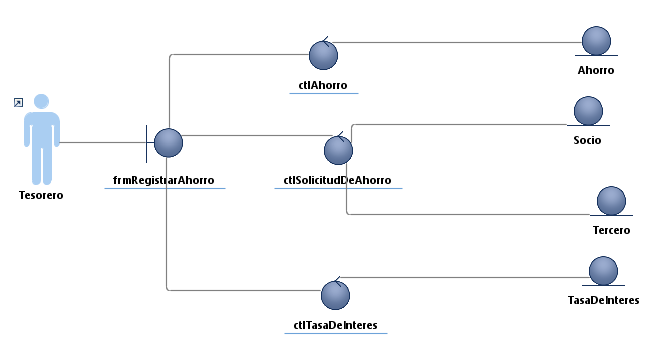 Ahorro
ctlAhorro
Socio
frmRegistrarAhorro
ctlSolicitudDeAhorro
Tesorero
Tercero
TasaDeInteres
ctlTasaDeInteres